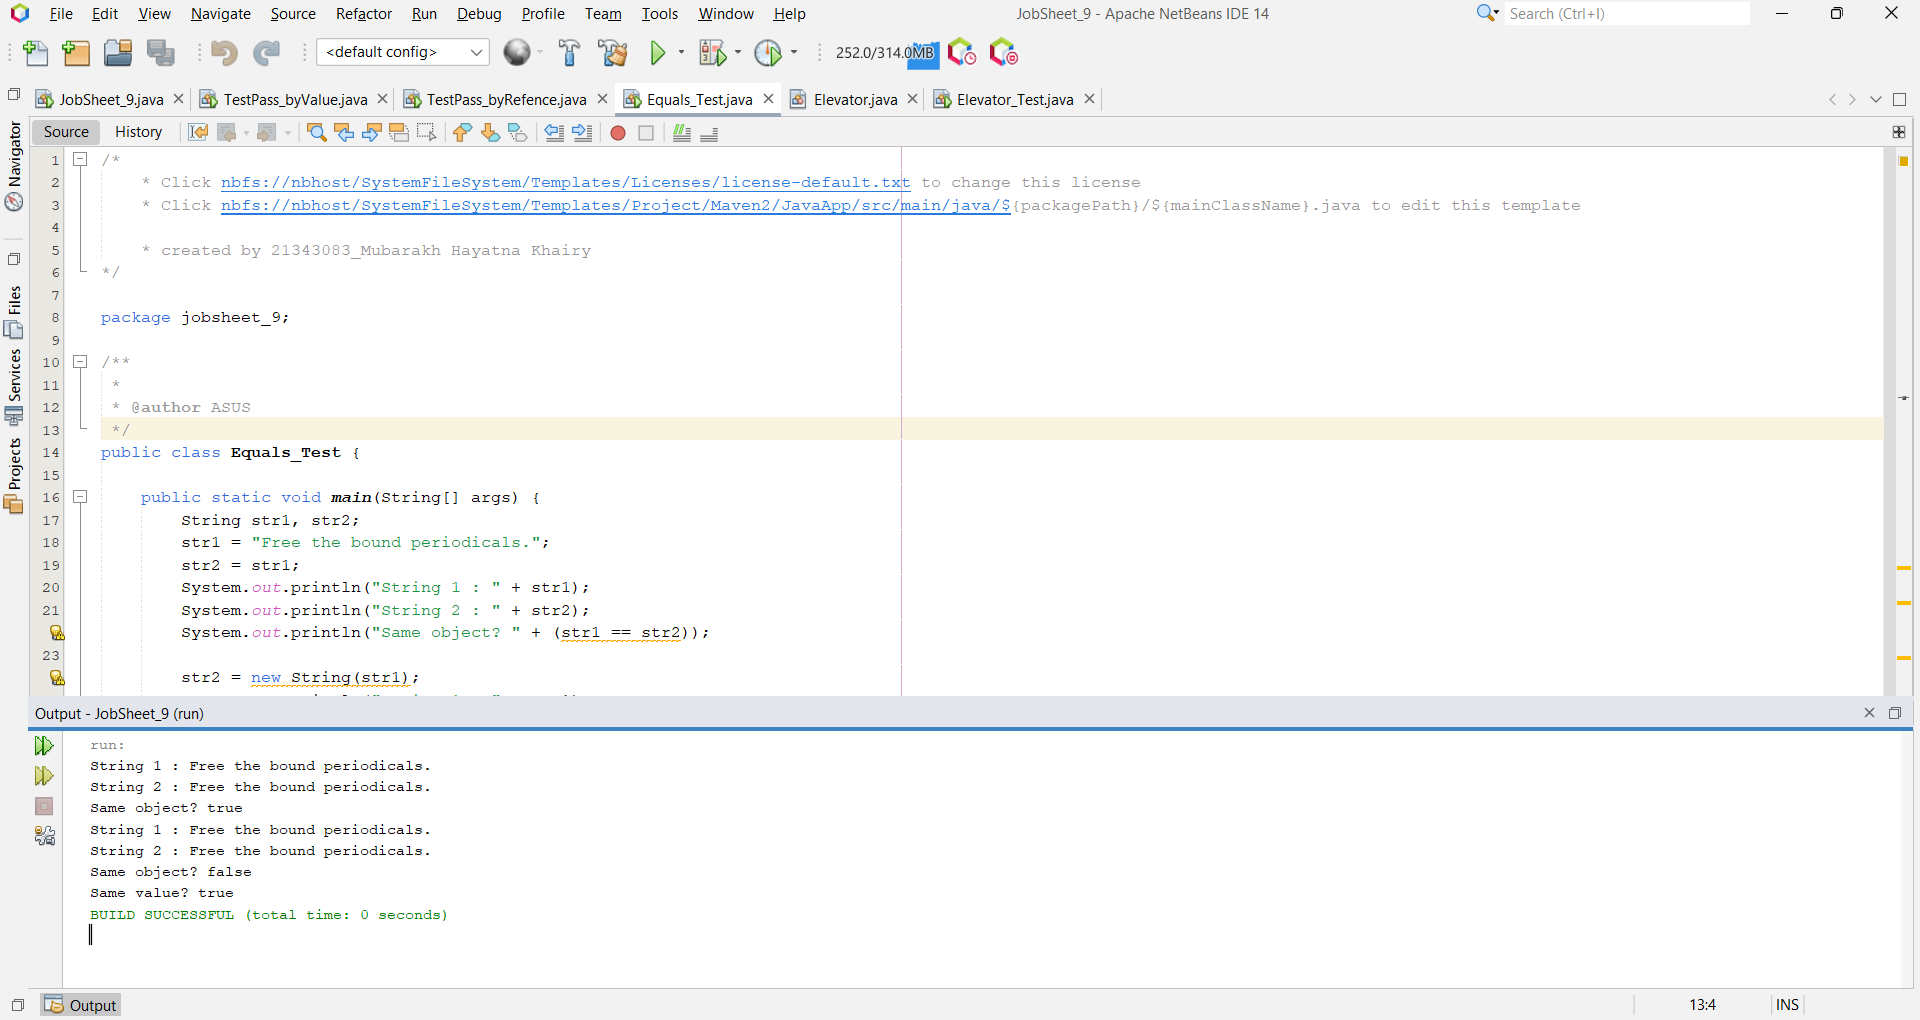 File Edit View Navigate Source Refactor Run Debug Profile Team Tools Window Help
JobSheet_9 - Apache NetBeans IDE 14
Search (Ctrl+I)
<default config>
252.0/314.0MB
JobSheet_9.java
TestPass_byValue.java
TestPass_byRefence.java
Equals_Test.java
Elevator.java
Elevator_Test.java
Source
History
Navigator
Files
Services
Projects
1 /*
2 * Click nbfs://nbhost/SystemFileSystem/Templates/Licenses/license-default.txt to change this license
3 * Click nbfs://nbhost/SystemFileSystem/Templates/Project/Maven2/JavaApp/src/main/java/${packagePath}/${mainClassName}.java to edit this template
4
5 * created by 21343083_Mubarakh Hayatna Khairy
6 */
7
8 package jobsheet_9;
9
10 /**
11 *
12 * @author ASUS
13 */
14 public class Equals_Test {
15
16 public static void main(String[] args) {
17 String str1, str2;
18 str1 = "Free the bound periodicals.";
19 str2 = str1;
20 System.out.println("String 1 : " + str1);
21 System.out.println("String 2 : " + str2);
System.out.println("Same object? " + (str1 == str2));
23
str2 = new String(str1);
Output - JobSheet_9 (run)
run:
String 1 : Free the bound periodicals.
String 2 : Free the bound periodicals.
Same object? true
String 1 : Free the bound periodicals.
String 2 : Free the bound periodicals.
Same object? false
Same value? true
BUILD SUCCESSFUL (total time: 0 seconds)
Output
13:4
INS